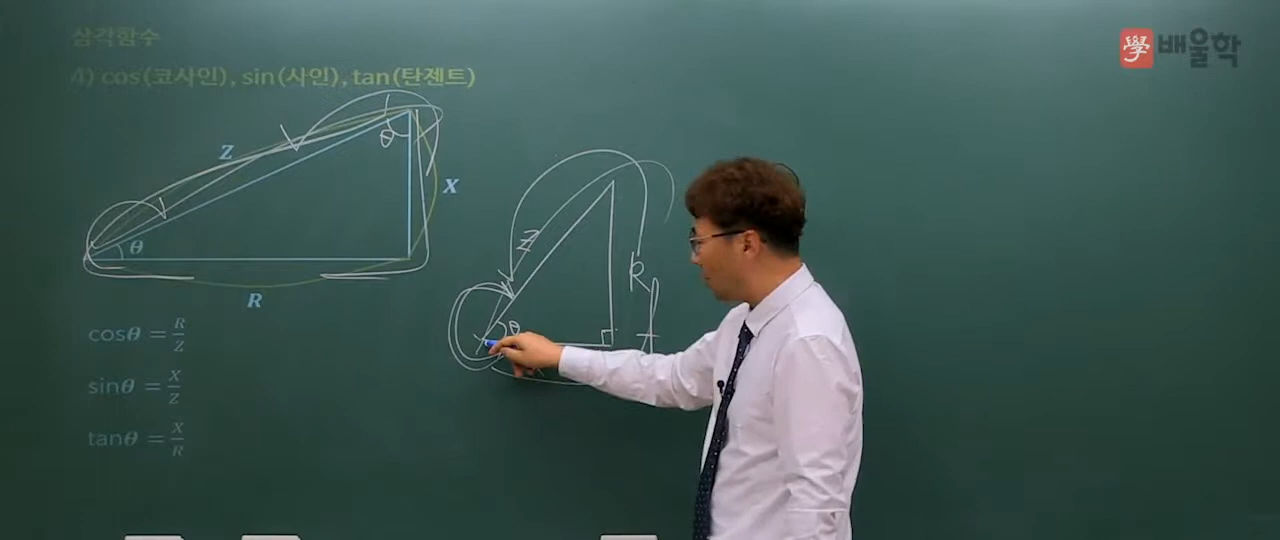 삼각함수
學 배울학
4) cos(코사인), sin(사인), tan(탄젠트)
Z
θ
X
θ
R
Z
R
θ
cosθ = R/Z
sinθ = X/Z
tanθ = X/R